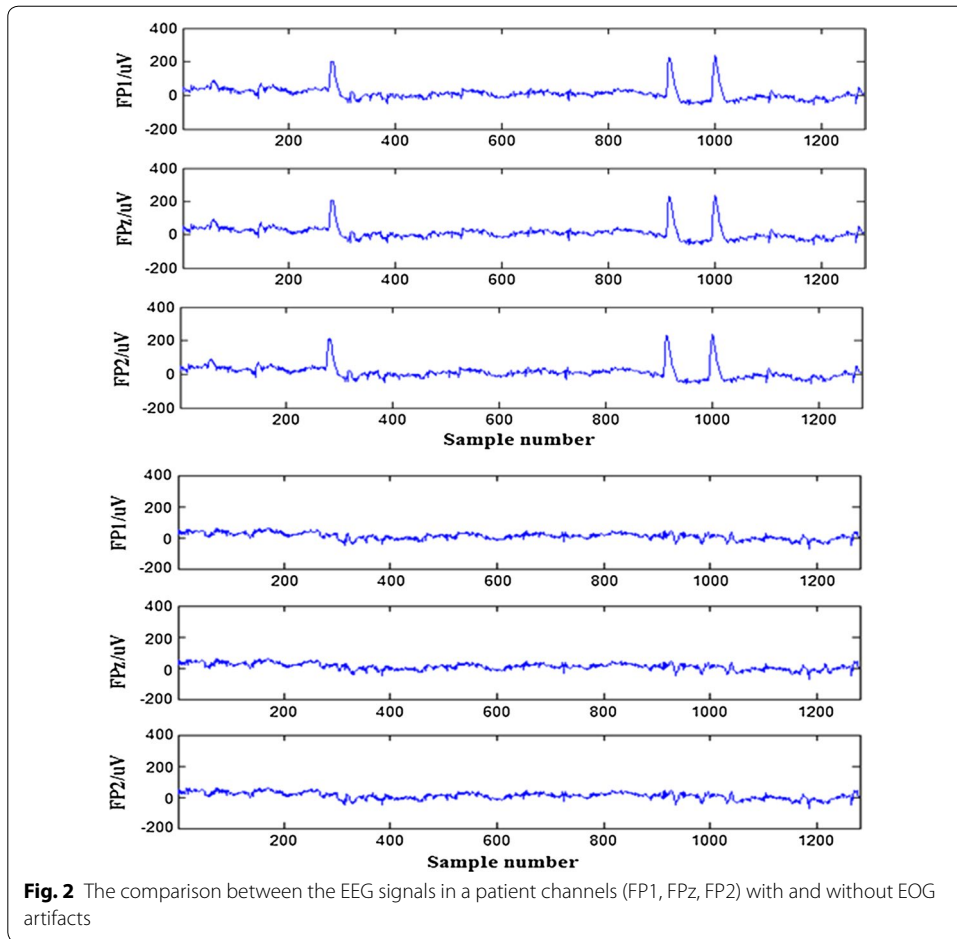 400
200
0
-200
FP1/uV
200 400 600 800 1000 1200
400
200
0
-200
FPz/uV
200 400 600 800 1000 1200
400
200
0
-200
FP2/uV
200 400 600 800 1000 1200
Sample number
400
200
0
-200
FP1/uV
200 400 600 800 1000 1200
400
200
0
-200
FPz/uV
200 400 600 800 1000 1200
400
200
0
-200
FP2/uV
200 400 600 800 1000 1200
Sample number
Fig. 2 The comparison between the EEG signals in a patient channels (FP1, FPz, FP2) with and without EOG
artifacts